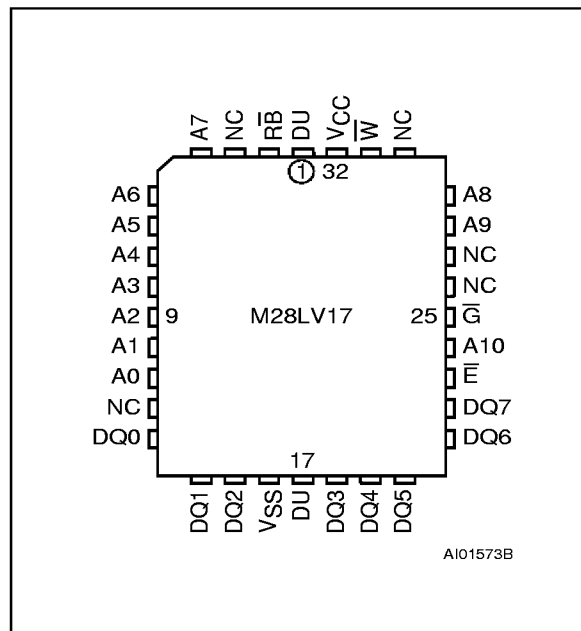 A7 NC R̅B DU VCC W̅ NC
1 32
A6 A8
A5 A9
A4 NC
A3 NC
A2 9 M28LV17 25 G̅
A1 A10
A0 E̅
NC DQ7
DQ0 DQ6
17
DQ1 DQ2 VSS DU DQ3 DQ4 DQ5
AI01573B